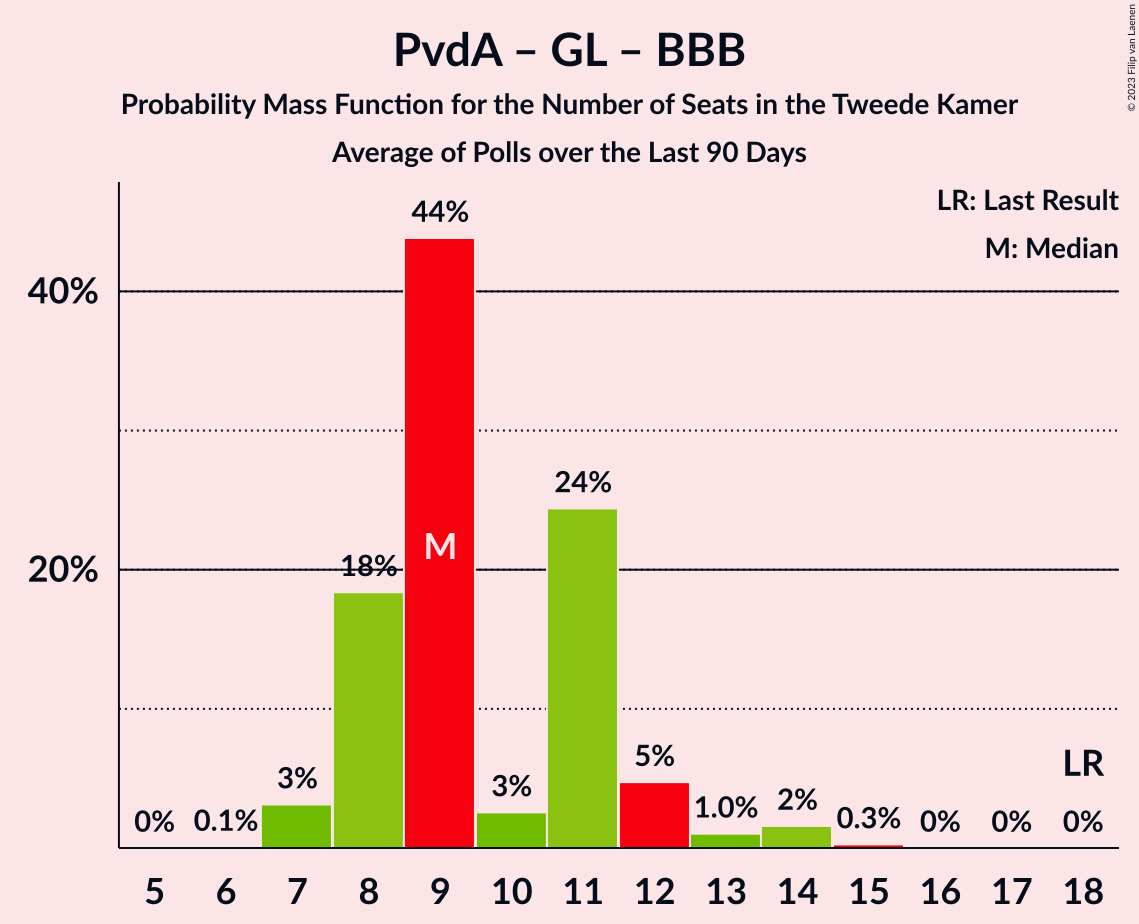 PvdA – GL – BBB
Probability Mass Function for the Number of Seats in the Tweede Kamer
Average of Polls over the Last 90 Days
© 2023 Filip van Laenen
LR: Last Result
M: Median
44%
40%
24%
M
20%
18%
LR
5%
3%
3%
2%
1.0%
0.3%
0%
0.1%
0%
0%
0%
5 6 7 8 9 10 11 12 13 14 15 16 17 18